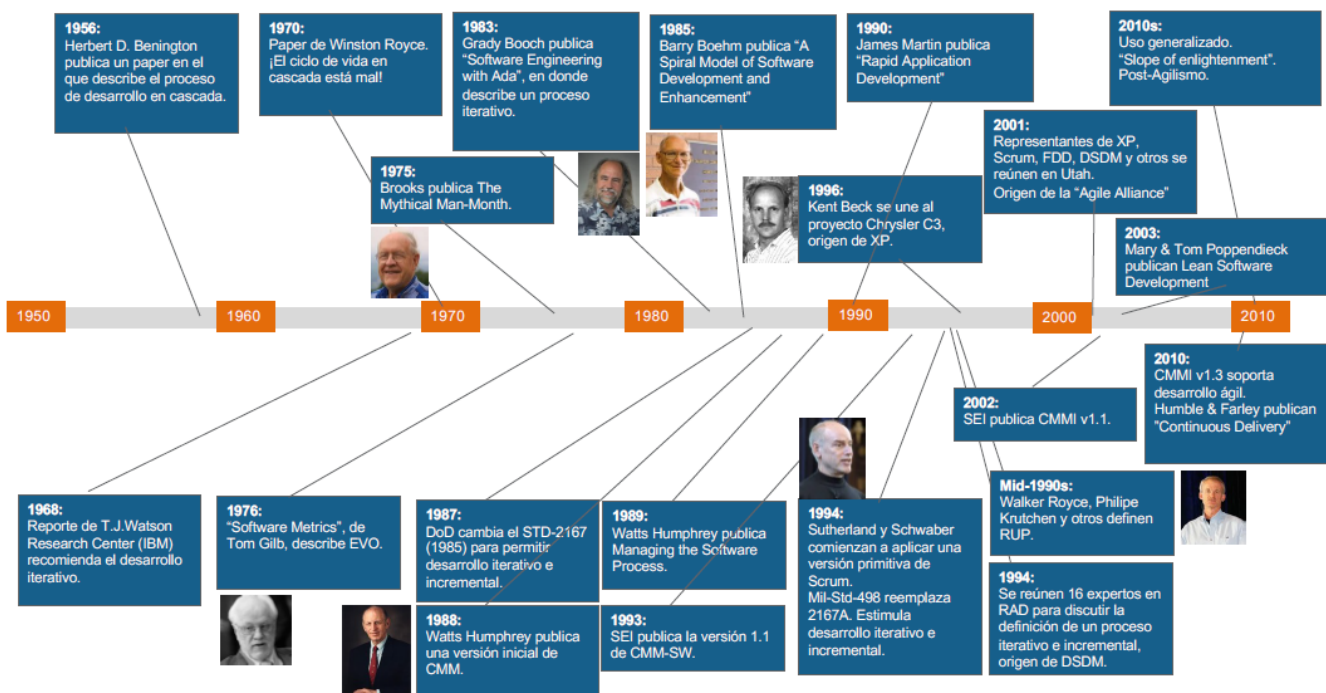 1956:
Herbert D. Benington
publica un paper en el
que describe el proceso
de desarrollo en cascada.
1970:
Paper de Winston Royce.
¡El ciclo de vida en
cascada está mal!
1983:
Grady Booch publica
“Software Engineering
with Ada”, en donde
describe un proceso
iterativo.
1985:
Barry Boehm publica “A
Spiral Model of Software
Development and
Enhancement”
1990:
James Martin publica
“Rapid Application
Development”
2010s:
Uso generalizado.
“Slope of enlightenment”.
Post-Agilismo.
1975:
Brooks publica The
Mythical Man-Month.
1996:
Kent Beck se une al
proyecto Chrysler C3,
origen de XP.
2001:
Representantes de XP,
Scrum, FDD, DSDM y otros se
reúnen en Utah.
Origen de la “Agile Alliance”
2003:
Mary & Tom Poppendieck
publican Lean Software
Development
1950
1960
1970
1980
1990
2000
2010
1968:
Reporte de T.J.Watson
Research Center (IBM)
recomienda el desarrollo
iterativo.
1976:
“Software Metrics”, de
Tom Gilb, describe EVO.
1987:
DoD cambia el STD-2167
(1985) para permitir
desarrollo iterativo e
incremental.
1988:
Watts Humphrey publica
una versión inicial de
CMM.
1989:
Watts Humphrey publica
Managing the Software
Process.
1993:
SEI publica la versión 1.1
de CMM-SW.
1994:
Sutherland y Schwaber
comienzan a aplicar una
versión primitiva de
Scrum.
Mil-Std-498 reemplaza
2167A. Estimula
desarrollo iterativo e
incremental.
2002:
SEI publica CMMI v1.1.
Mid-1990s:
Walker Royce, Philipe
Krutchen y otros definen
RUP.
1994:
Se reúnen 16 expertos en
RAD para discutir la
definición de un proceso
iterativo e incremental,
origen de DSDM.
2010:
CMMI v1.3 soporta
desarrollo ágil.
Humble & Farley publican
"Continuous Delivery”